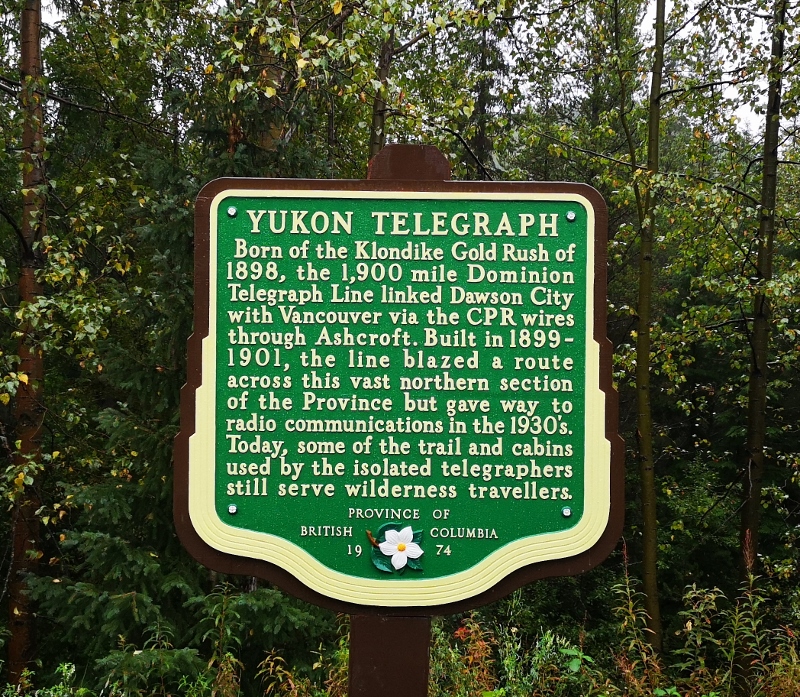 YUKON TELEGRAPH
Born of the Klondike Gold Rush of
1898, the 1,900 mile Dominion
Telegraph Line linked Dawson City
with Vancouver via the CPR wires
through Ashcroft. Built in 1899-
1901, the line blazed a route
across this vast northern section
of the Province but gave way to
radio communications in the 1930's.
Today, some of the trail and cabins
used by the isolated telegraphers
still serve wilderness travellers.
PROVINCE OF
BRITISH COLUMBIA
19 74